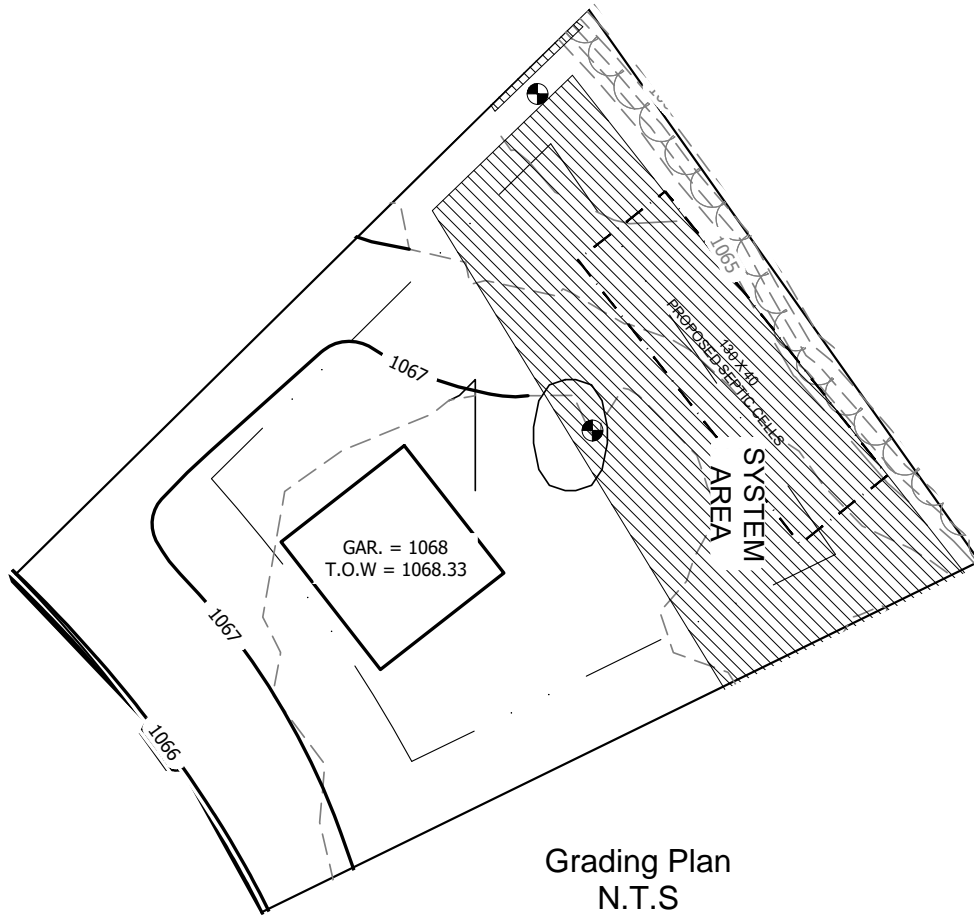 1065
130 X 40
PROPOSED SEPTIC CELLS
1067
SYSTEM
AREA
GAR. = 1068
T.O.W = 1068.33
1067
1066
Grading Plan
N.T.S